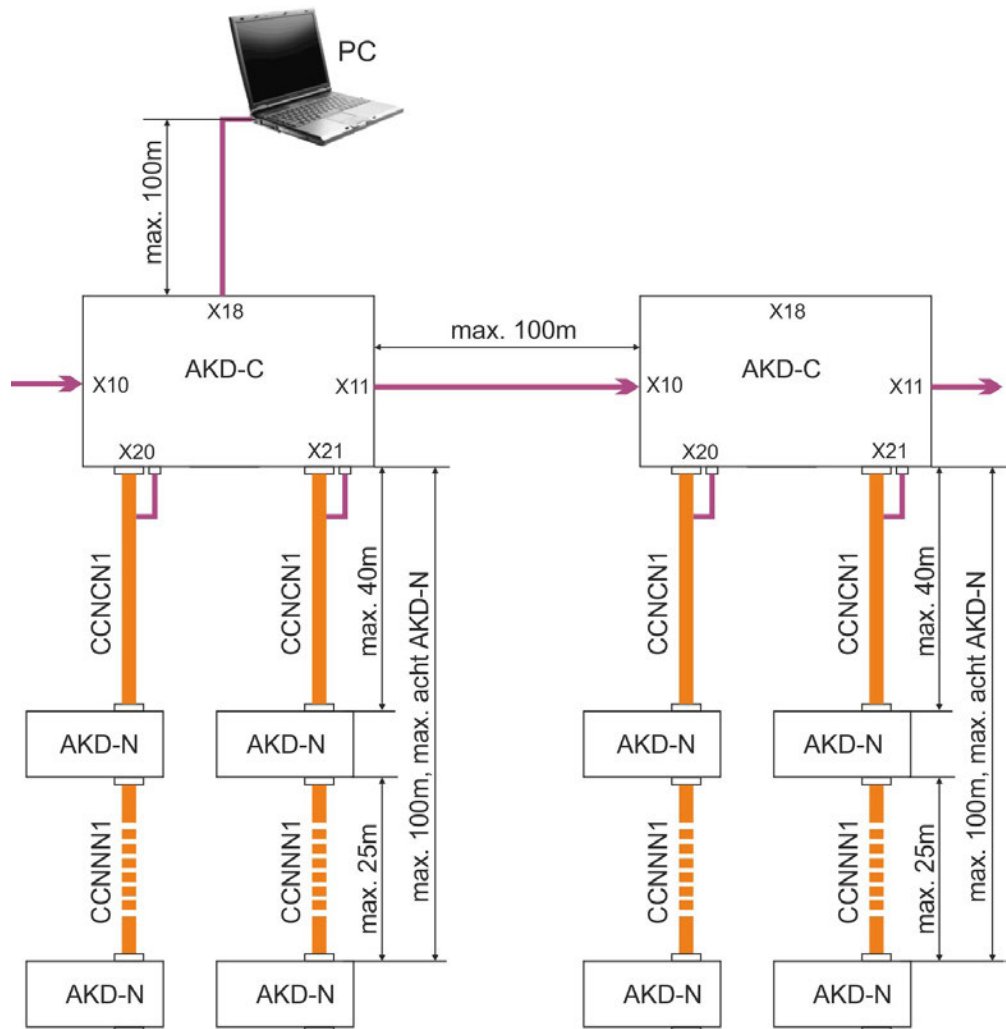 PC
max. 100m
X18
AKD-C
X10
X11
X20
X21
max. 100m
X18
AKD-C
X10
X11
X20
X21
CCNCN1
CCNCN1
max. 40m
max. 100m, max. acht AKD-N
CCNCN1
CCNCN1
max. 40m
max. 100m, max. acht AKD-N
AKD-N
AKD-N
AKD-N
AKD-N
CCNNN1
CCNNN1
max. 25m
CCNNN1
CCNNN1
max. 25m
AKD-N
AKD-N
AKD-N
AKD-N